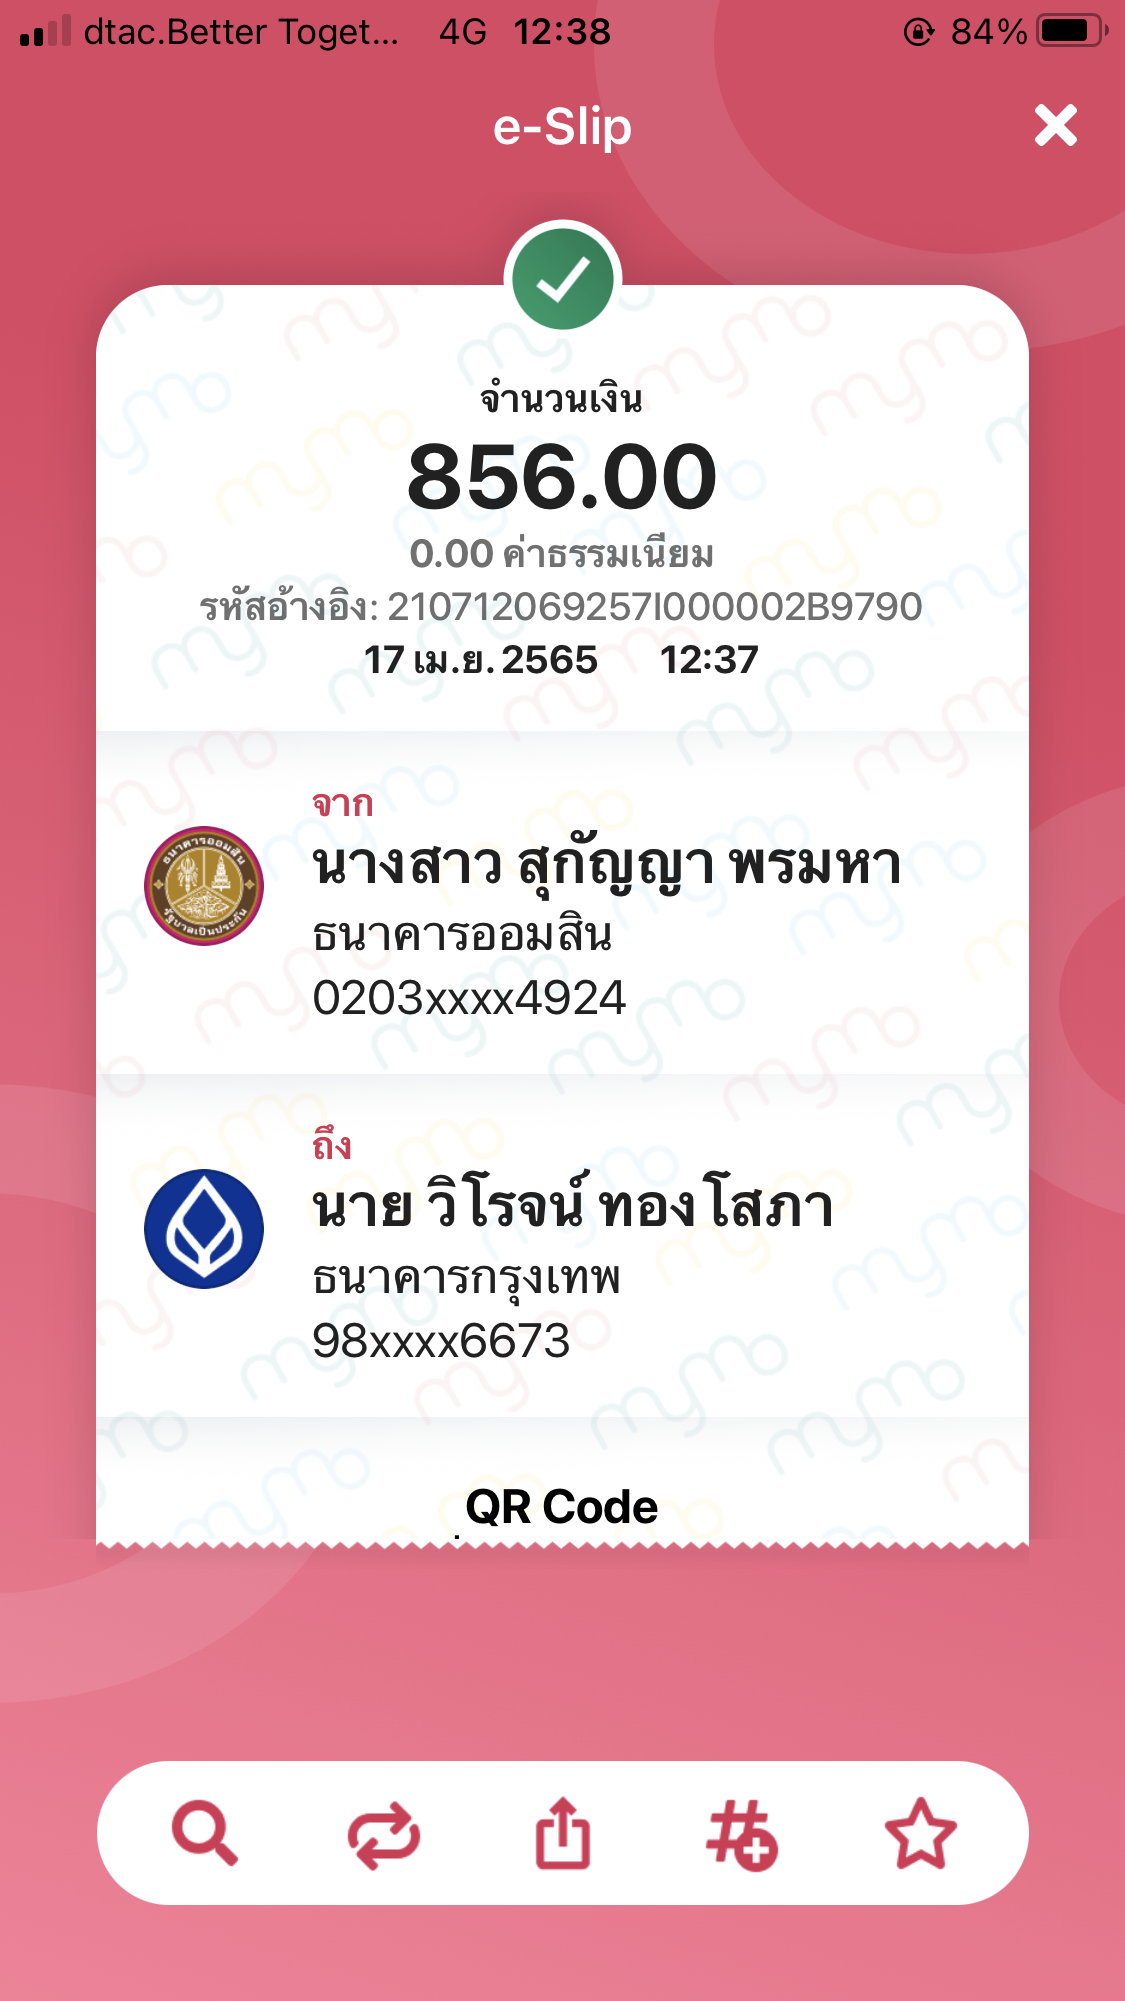 dtac.Better Toget... 4G 12:38 84%
e-Slip
จำนวนเงิน
856.00
0.00 ค่าธรรมเนียม
รหัสอ้างอิง: 210712069257I000002B9790
17 เม.ย. 2565 12:37
จาก
นางสาว สุกัญญา พรมหา
ธนาคารออมสิน
0203xxxx4924
ถึง
นาย วิโรจน์ ทองโสภา
ธนาคารกรุงเทพ
98xxxx6673
QR Code